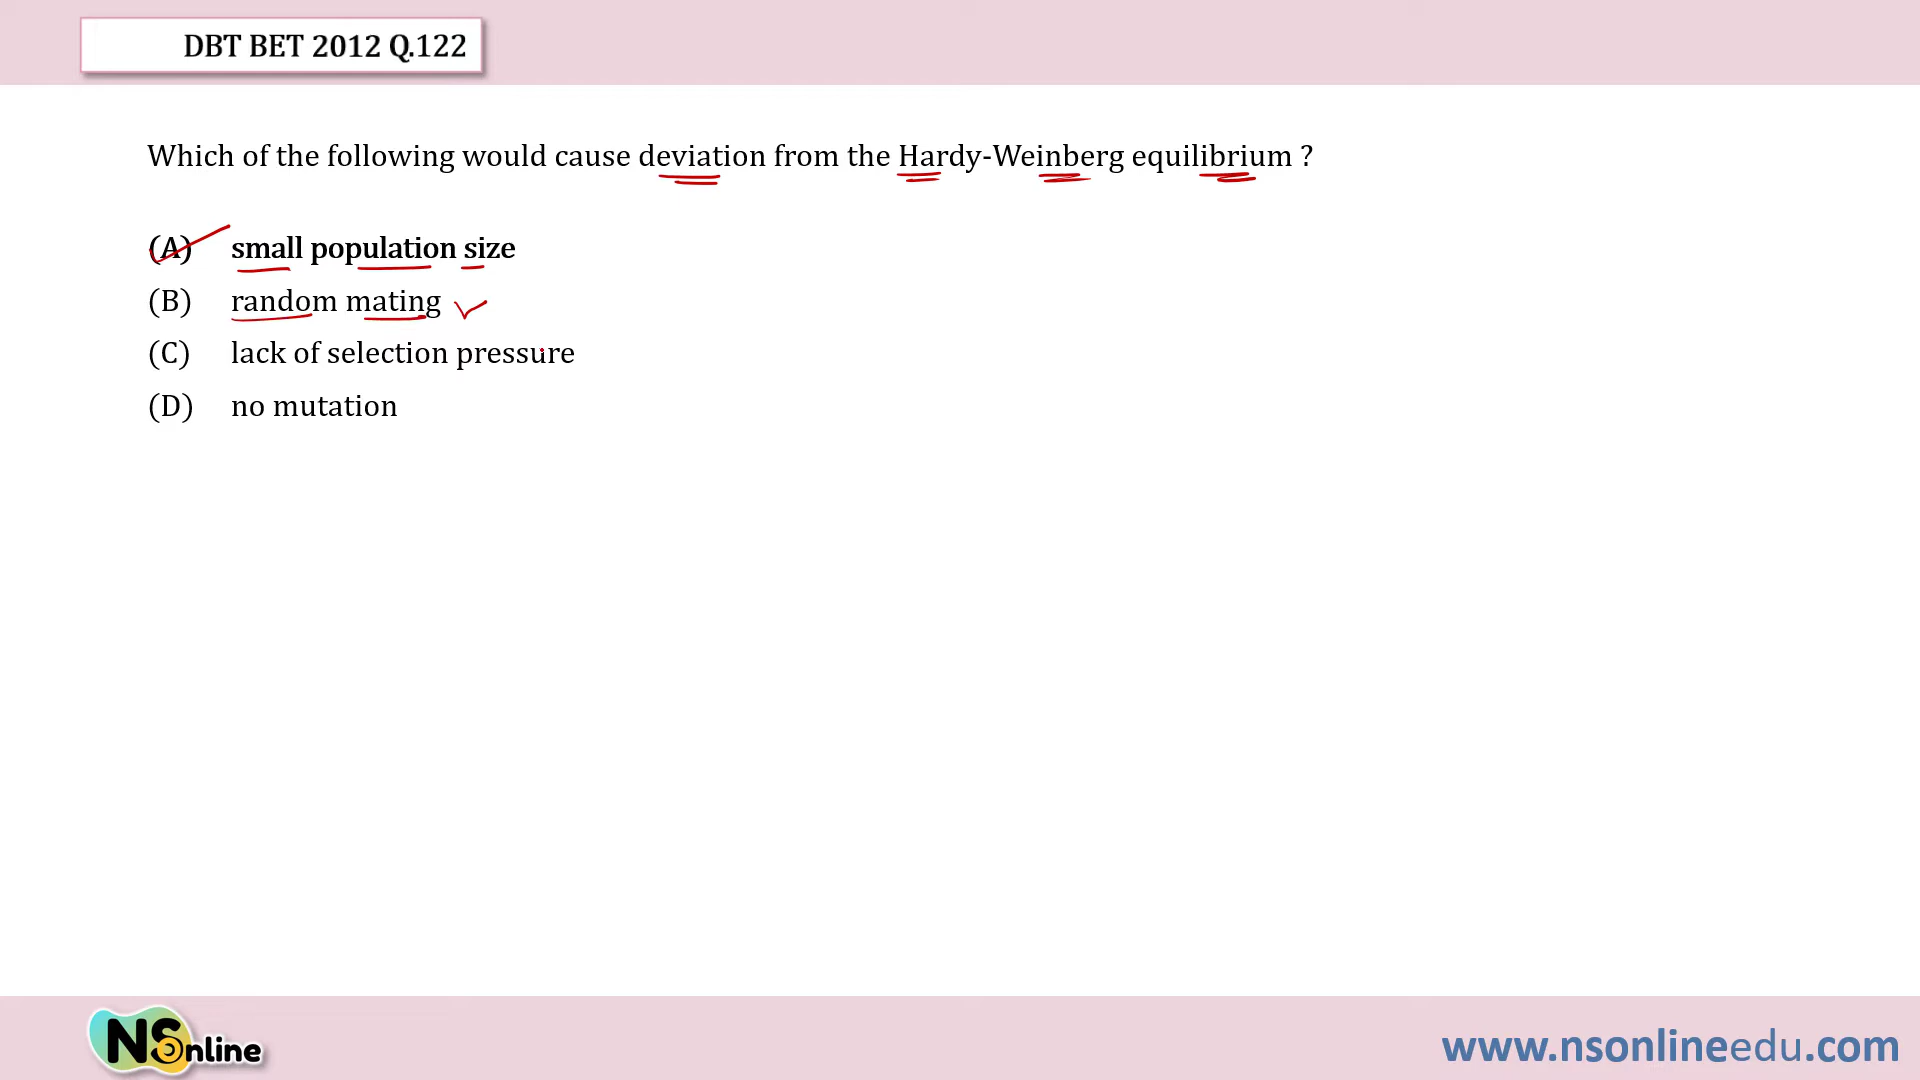 DBT BET 2012 Q.122
Which of the following would cause deviation from the Hardy-Weinberg equilibrium ?
(A) small population size
(B) random mating
(C) lack of selection pressure
(D) no mutation
NSOnline
www.nsonlineedu.com